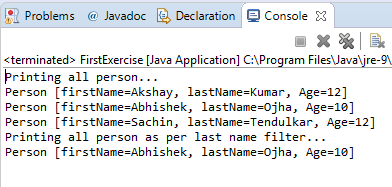 Problems @ Javadoc Declaration Console
<terminated> FirstExercise [Java Application] C:\Program Files\Java\jre-9\
Printing all person...
Person [firstName=Akshay, lastName=Kumar, Age=12]
Person [firstName=Abhishek, lastName=Ojha, Age=10]
Person [firstName=Sachin, lastName=Tendulkar, Age=12]
Printing all person as per last name filter...
Person [firstName=Abhishek, lastName=Ojha, Age=10]